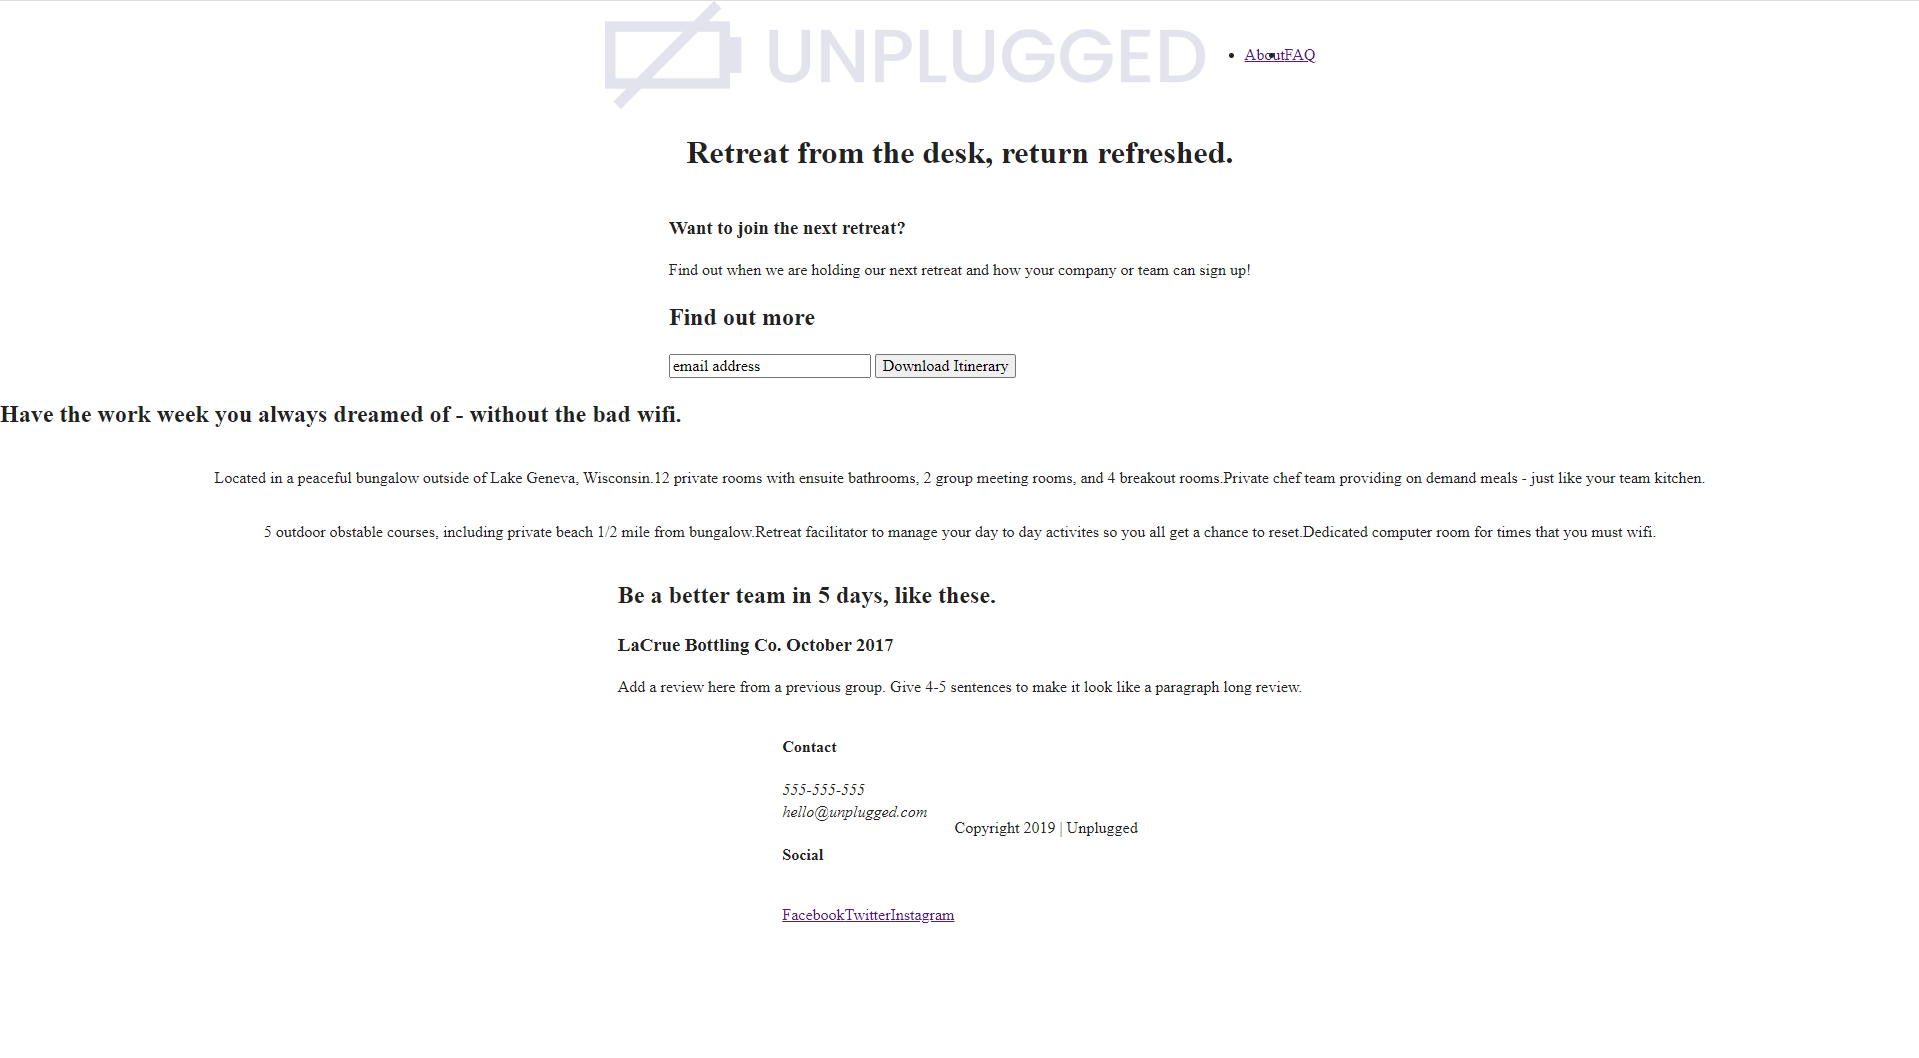 UNPLUGGED
AboutFAQ
Retreat from the desk, return refreshed.
Want to join the next retreat?
Find out when we are holding our next retreat and how your company or team can sign up!
Find out more
email address Download Itinerary
Have the work week you always dreamed of - without the bad wifi.
Located in a peaceful bungalow outside of Lake Geneva, Wisconsin.12 private rooms with ensuite bathrooms, 2 group meeting rooms, and 4 breakout rooms.Private chef team providing on demand meals - just like your team kitchen.
5 outdoor obstable courses, including private beach 1/2 mile from bungalow.Retreat facilitator to manage your day to day activites so you all get a chance to reset.Dedicated computer room for times that you must wifi.
Be a better team in 5 days, like these.
LaCrue Bottling Co. October 2017
Add a review here from a previous group. Give 4-5 sentences to make it look like a paragraph long review.
Contact
555-555-555
hello@unplugged.com
Copyright 2019 | Unplugged
Social
FacebookTwitterInstagram